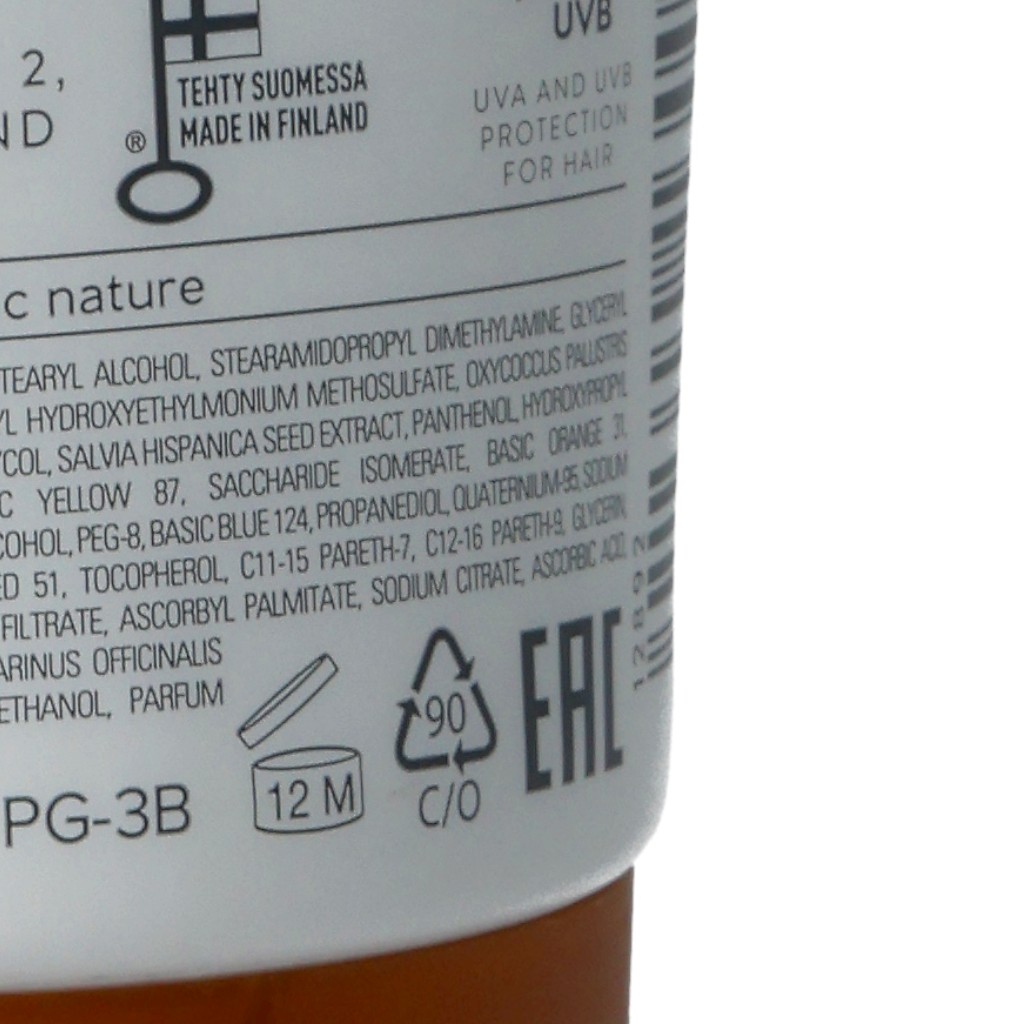 UVB
2,
TEHTY SUOMESSA
MADE IN FINLAND
®
UVA AND UVB
PROTECTION
FOR HAIR
c nature
TEARYL ALCOHOL, STEARAMIDOPROPYL DIMETHYLAMINE, GLYCERYL
YL HYDROXYETHYLMONIUM METHOSULFATE, OXYCOCCUS PALUSTRIS
YCOL, SALVIA HISPANICA SEED EXTRACT, PANTHENOL, HYDROXYPROPYL
C YELLOW 87, SACCHARIDE ISOMERATE, BASIC ORANGE 31,
COHOL, PEG-8, BASIC BLUE 124, PROPANEDIOL, QUATERNIUM-95, SODIUM
ED 51, TOCOPHEROL, C11-15 PARETH-7, C12-16 PARETH-9, GLYCERIN,
FILTRATE, ASCORBYL PALMITATE, SODIUM CITRATE, ASCORBIC ACID,
ARINUS OFFICINALIS
ETHANOL, PARFUM
PG-3B
12 M
90
C/O
EAC